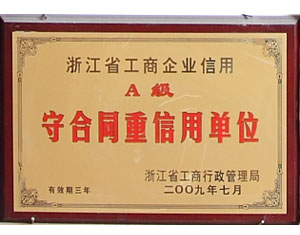 浙江省工商企业信用
A级
守合同重信用单位
浙江省工商行政管理局
有效期三年
二〇〇九年七月